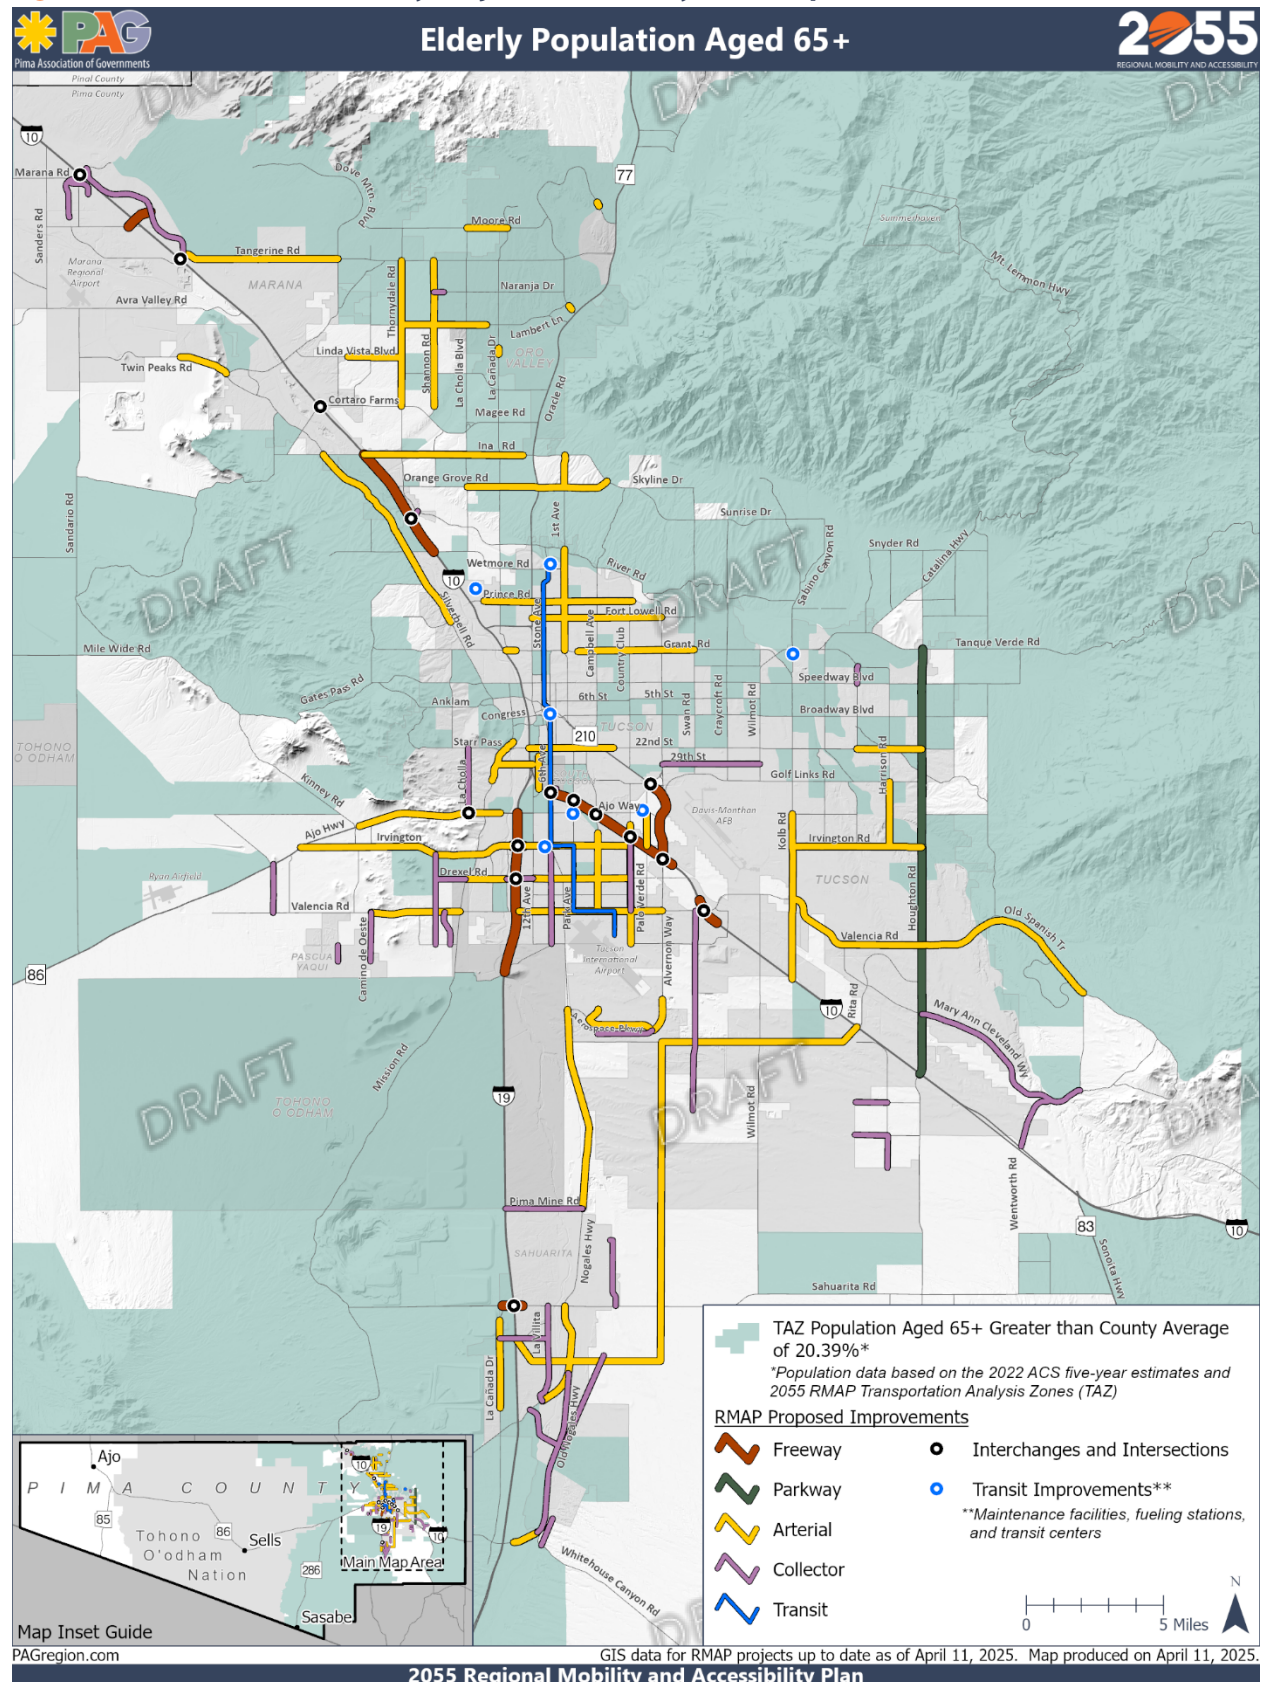 PAG
Pima Association of Governments
Elderly Population Aged 65+
2055
REGIONAL MOBILITY AND ACCESSIBILITY
Pinal County
Pima County
DRAFT
DRAFT
DRA
10
77
Marana Rd
Dove Mtn. Blvd
Sanders Rd
Moore Rd
Summerhaven
Tangerine Rd
Mt. Lemmon Hwy
Marana
Regional
Airport
MARANA
Thornydale Rd
Naranja Dr
Avra Valley Rd
Lambert Ln
Linda Vista Blvd
Shannon Rd
La Cholla Blvd
La Cañada Dr
ORO
VALLEY
Twin Peaks Rd
Oracle Rd
Cortaro Farms
Magee Rd
Ina Rd
Orange Grove Rd
Skyline Dr
Sandario Rd
1st Ave
Sunrise Dr
DRAFT
DRAFT
DRA
Sabino Canyon Rd
Snyder Rd
Catalina Hwy
Wetmore Rd
River Rd
10
Prince Rd
Silverbell Rd
Stone Ave
Fort Lowell Rd
Campbell Ave
Country Club
Mile Wide Rd
Grant Rd
Tanque Verde Rd
Speedway Blvd
Gates Pass Rd
Anklam
6th St
5th St
Swan Rd
Craycroft Rd
Wilmot Rd
Broadway Blvd
Congress
TUCSON
210
TOHONO
O ODHAM
Starr Pass
22nd St
29th St
Harrison Rd
La Cholla
6th Ave
Golf Links Rd
Kinney Rd
Ajo Way
Davis-Monthan
AFB
Ajo Hwy
Irvington
Kolb Rd
Irvington Rd
Drexel Rd
Ryan Airfield
Palo Verde Rd
TUCSON
Houghton Rd
Valencia Rd
12th Ave
Park Ave
Old Spanish Tr
Camino de Oeste
Alvernon Way
Valencia Rd
PASCUA
YAQUI
Tucson
International
Airport
86
Rita Rd
10
Aerospace Pkwy
Mary Ann Cleveland Wy
Mission Rd
DRAFT
DRAFT
DRA
19
TOHONO
O ODHAM
Wilmot Rd
Wentworth Rd
Pima Mine Rd
83
10
SAHUARITA
Nogales Hwy
Sonoita Hwy
Sahuarita Rd
La Villita
La Cañada Dr
Old Nogales Hwy
Whitehouse Canyon Rd
TAZ Population Aged 65+ Greater than County Average
of 20.39%*
*Population data based on the 2022 ACS five-year estimates and
2055 RMAP Transportation Analysis Zones (TAZ)
RMAP Proposed Improvements
Freeway
Interchanges and Intersections
Parkway
Transit Improvements**
**Maintenance facilities, fueling stations,
and transit centers
Arterial
Collector
Transit
N
0
5 Miles
Ajo
PIMA COUNTY
10
85
86
Tohono
O'odham
Nation
Sells
19
10
286
Main Map Area
Sasabe
Map Inset Guide
PAGregion.com
GIS data for RMAP projects up to date as of April 11, 2025. Map produced on April 11, 2025.
2055 Regional Mobility and Accessibility Plan